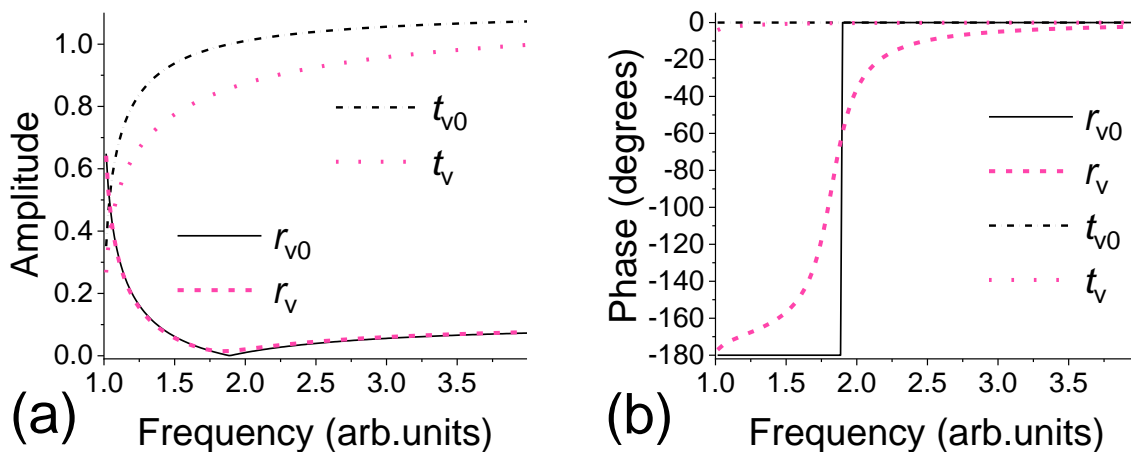 1.0
0.8
0.6
0.4
0.2
0.0
Amplitude
t_v0
t_v
r_v0
r_v
1.0 1.5 2.0 2.5 3.0 3.5
Frequency (arb.units)
(a)
0
-20
-40
-60
-80
-100
-120
-140
-160
-180
Phase (degrees)
r_v0
r_v
t_v0
t_v
1.0 1.5 2.0 2.5 3.0 3.5
Frequency (arb.units)
(b)